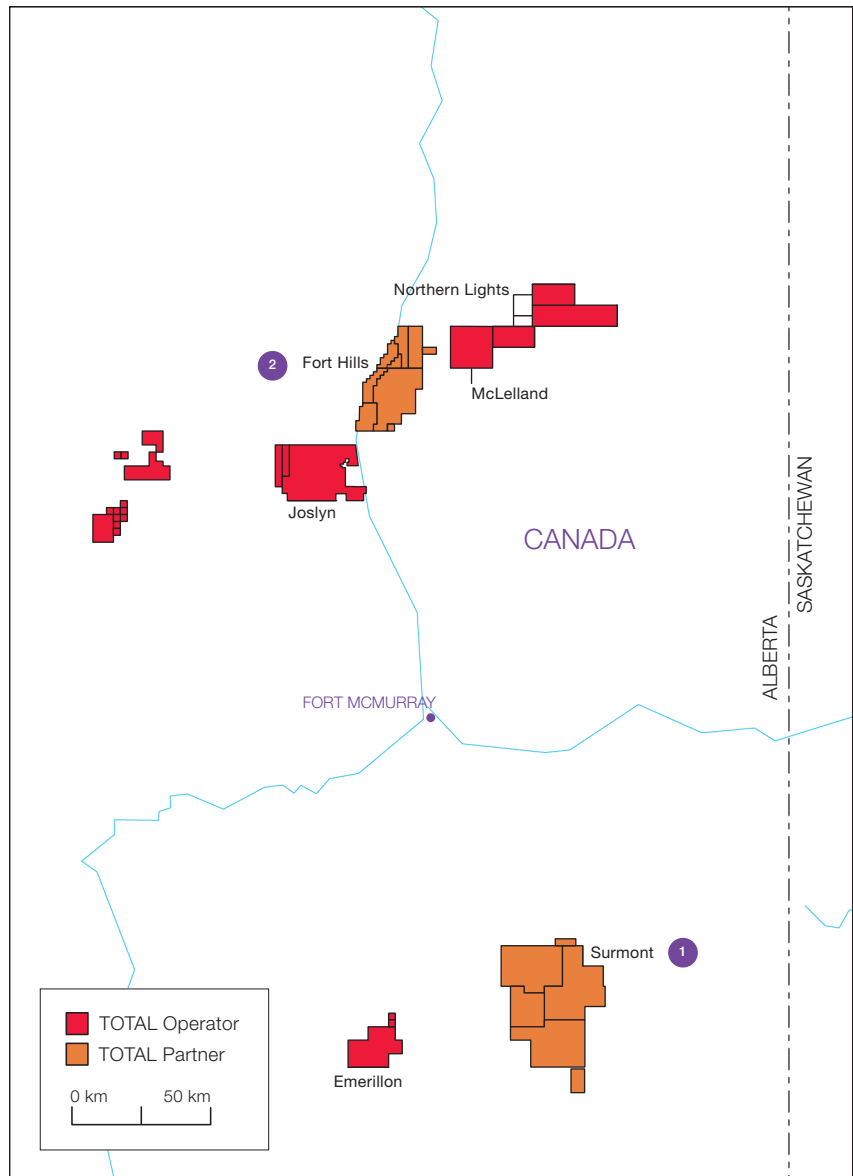 Northern Lights
2
Fort Hills
McLelland
Joslyn
CANADA
SASKATCHEWAN
ALBERTA
FORT MCMURRAY
Surmont
1
TOTAL Operator
TOTAL Partner
0 km 50 km
Emerillon